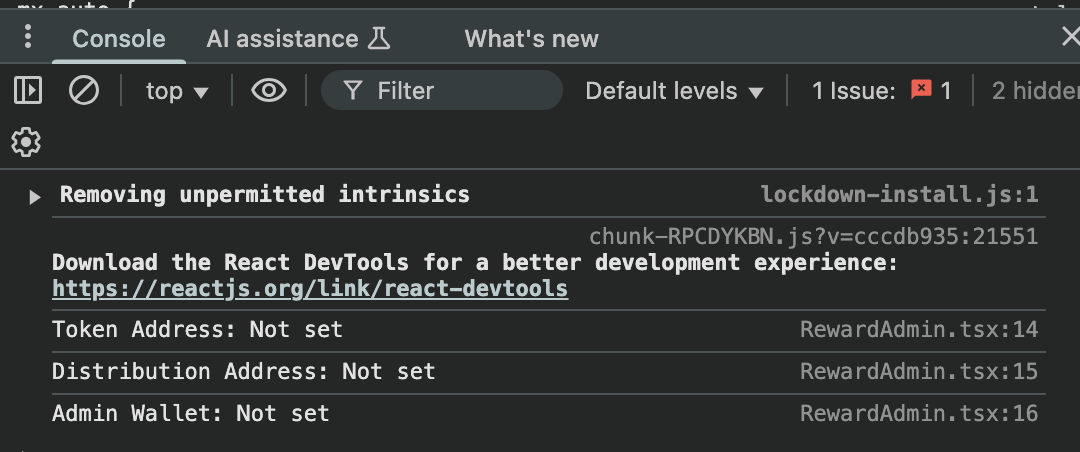 Console AI assistance What's new
top Filter Default levels 1 Issue: 1 2 hidden
Removing unpermitted intrinsics lockdown-install.js:1
chunk-RPCDYKBN.js?v=cccdb935:21551
Download the React DevTools for a better development experience:
https://reactjs.org/link/react-devtools
Token Address: Not set RewardAdmin.tsx:14
Distribution Address: Not set RewardAdmin.tsx:15
Admin Wallet: Not set RewardAdmin.tsx:16